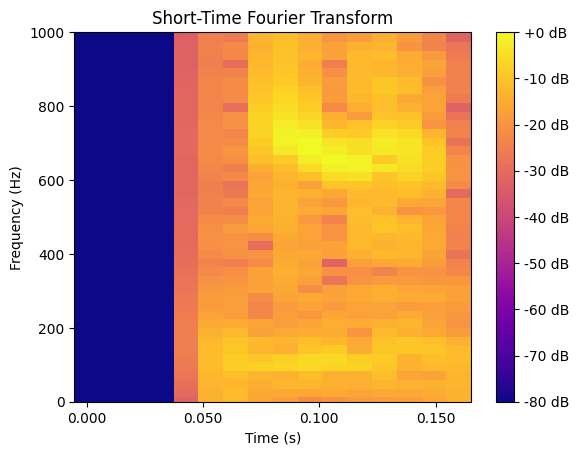 Short-Time Fourier Transform
Frequency (Hz)
1000
800
600
400
200
0
0.000
0.050
0.100
0.150
Time (s)
+0 dB
-10 dB
-20 dB
-30 dB
-40 dB
-50 dB
-60 dB
-70 dB
-80 dB